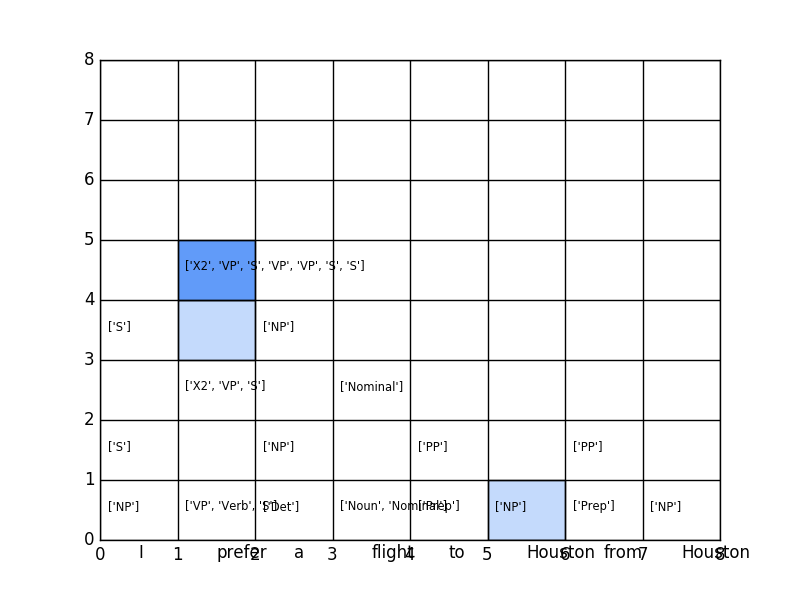 8
7
6
5
['X2', 'VP', 'S', 'VP', 'VP', 'S', 'S']
4
['S'] ['NP']
3
['X2', 'VP', 'S'] ['Nominal']
2
['S'] ['NP'] ['PP'] ['PP']
1
['NP'] ['VP', 'Verb', 'S'] ['Det'] ['Noun', 'Nominal'] ['Prep'] ['NP'] ['Prep'] ['NP']
0
I prefer a flight to Houston from Houston
0 1 2 3 4 5 6 7 8